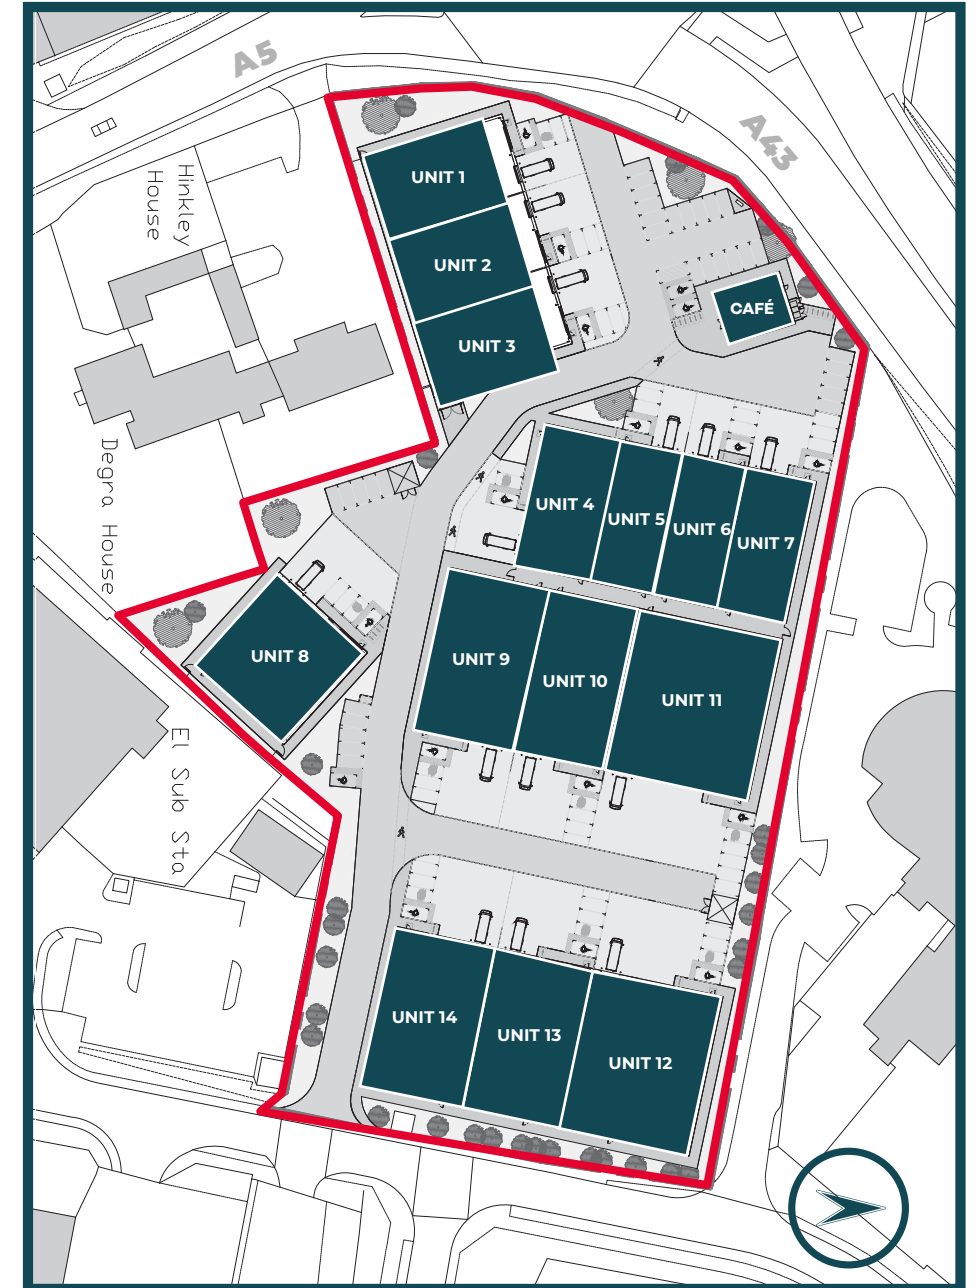 A5
A43
Hinkley
House
UNIT 1
UNIT 2
UNIT 3
CAFÉ
Degra House
UNIT 4
UNIT 5
UNIT 6
UNIT 7
UNIT 8
UNIT 9
UNIT 10
UNIT 11
El Sub Sta
UNIT 14
UNIT 13
UNIT 12